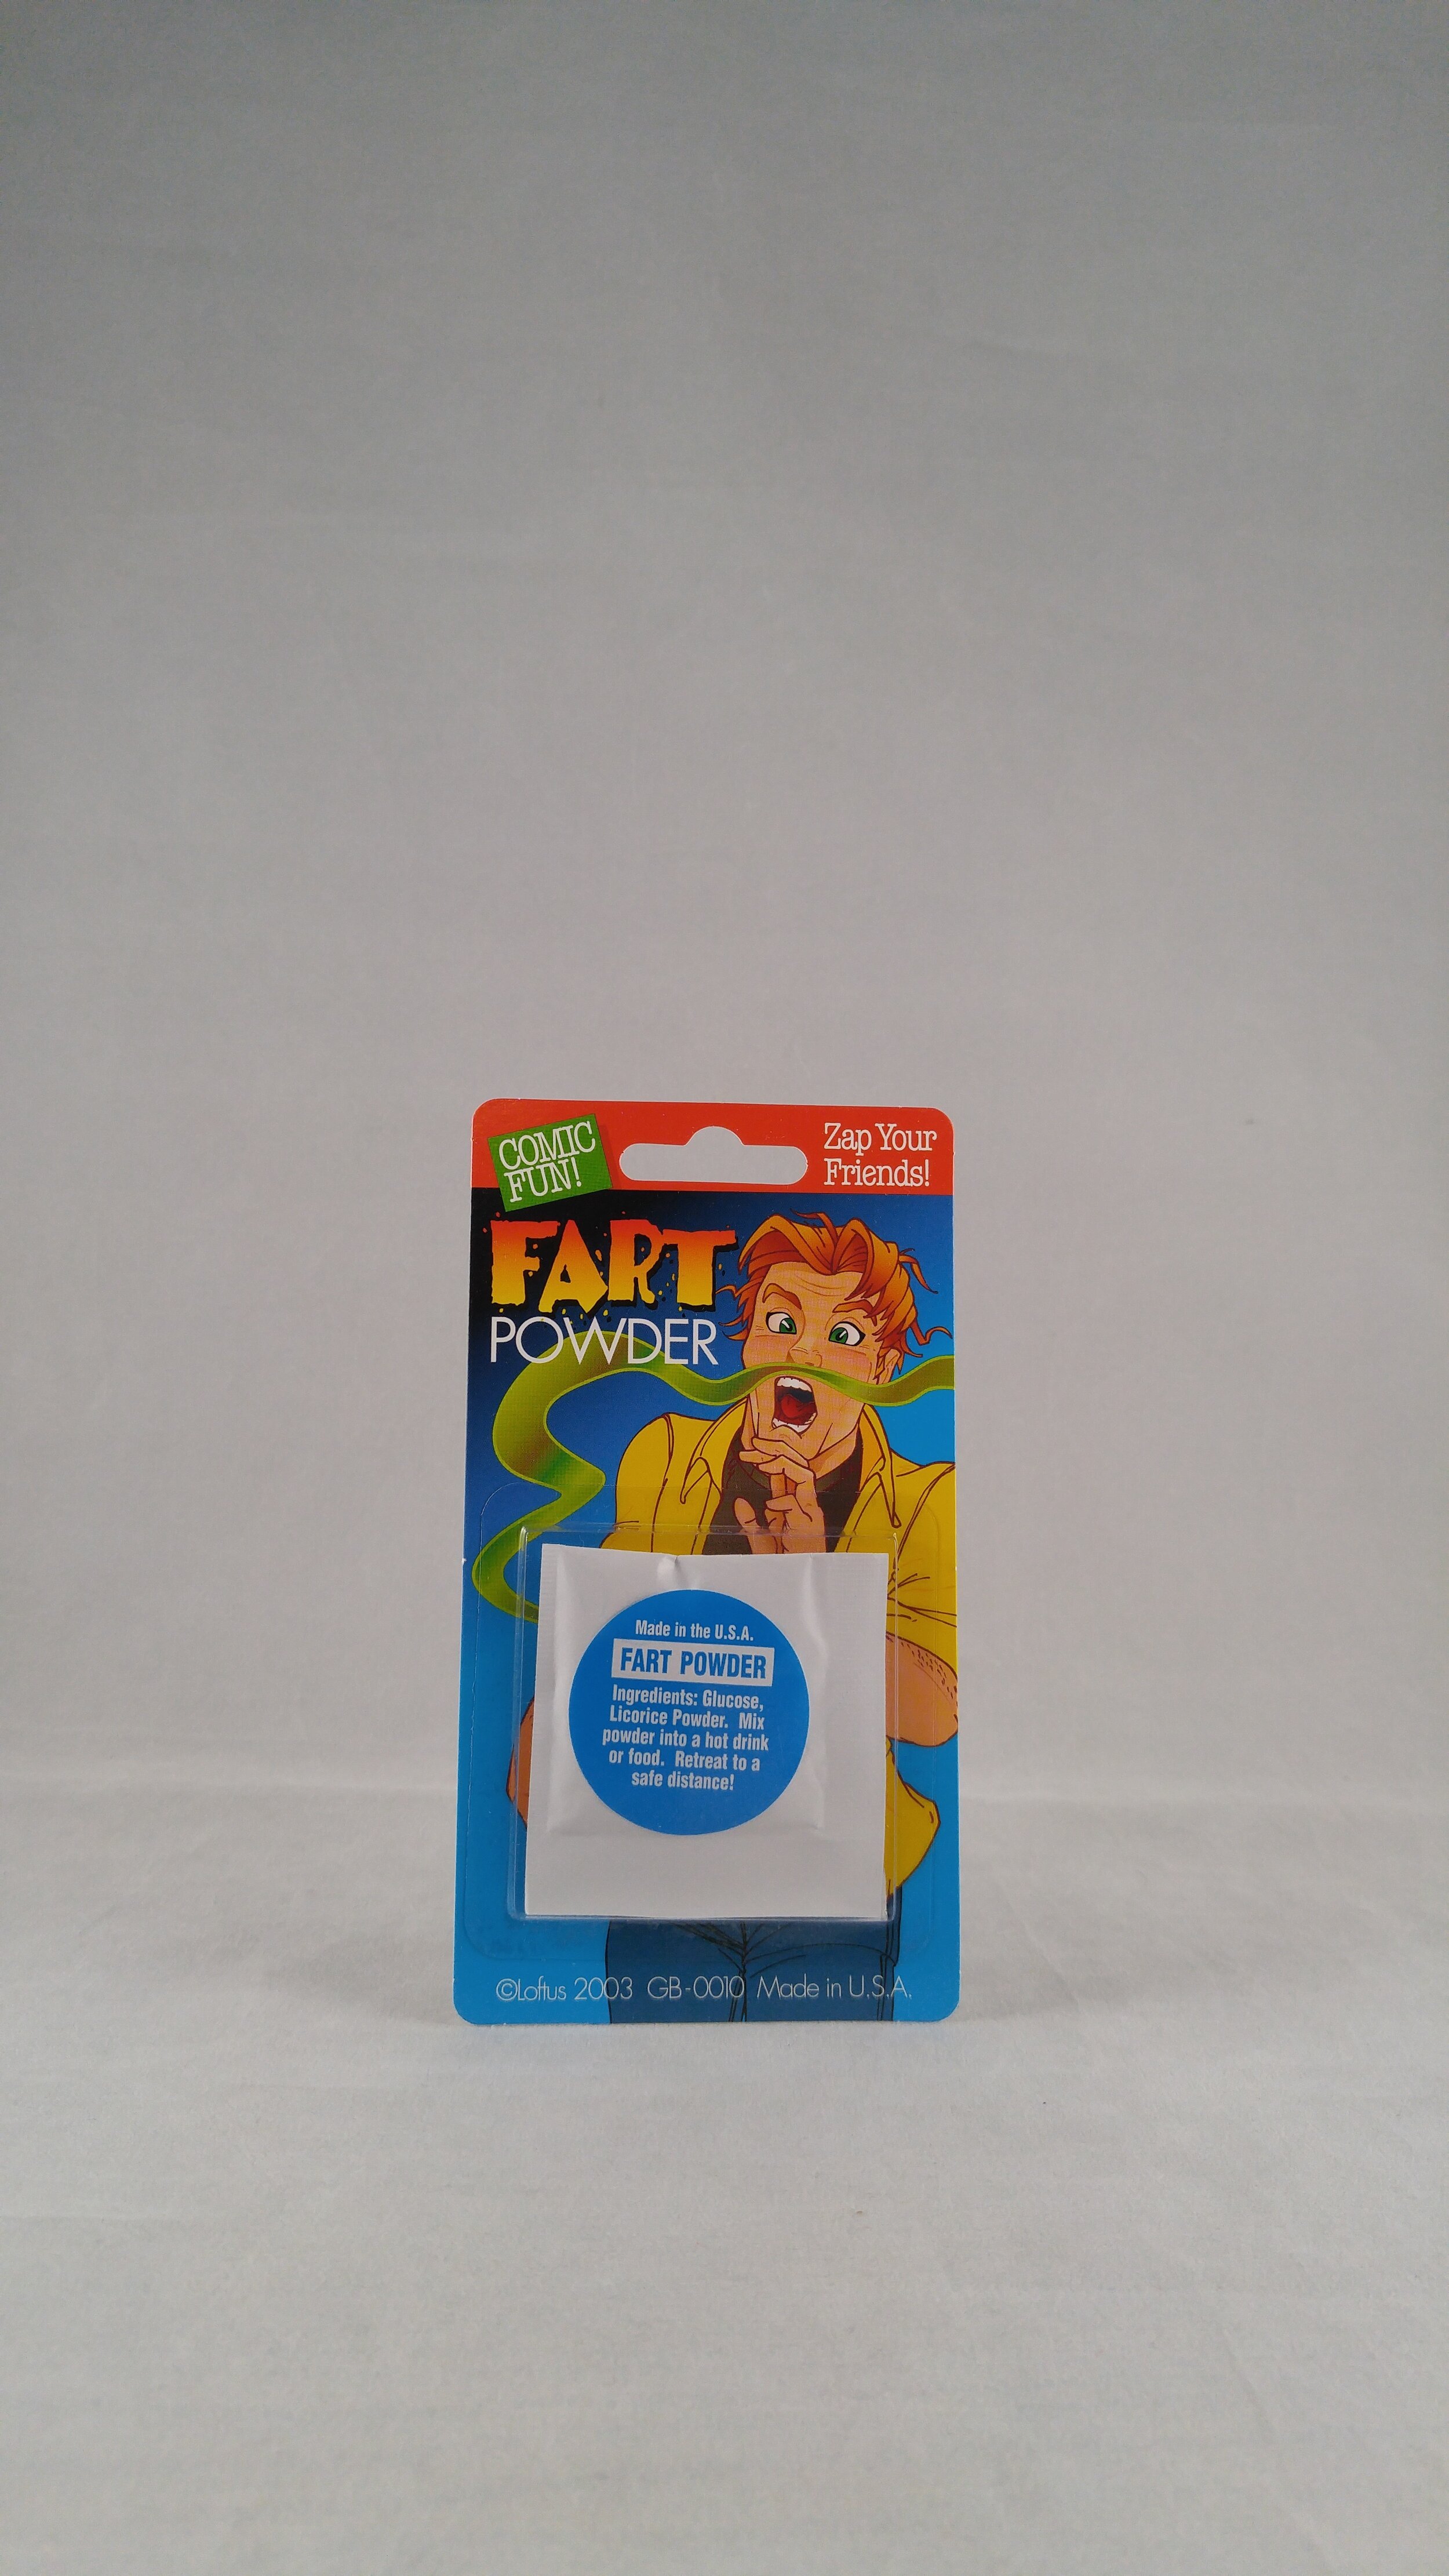 COMIC
FUN!
Zap Your
Friends!
FART
POWDER
Made in the U.S.A.
FART POWDER
Ingredients: Glucose,
Licorice Powder. Mix
powder into a hot drink
or food. Retreat to a
safe distance!
©Loftus 2003 GB-0010 Made in U.S.A.